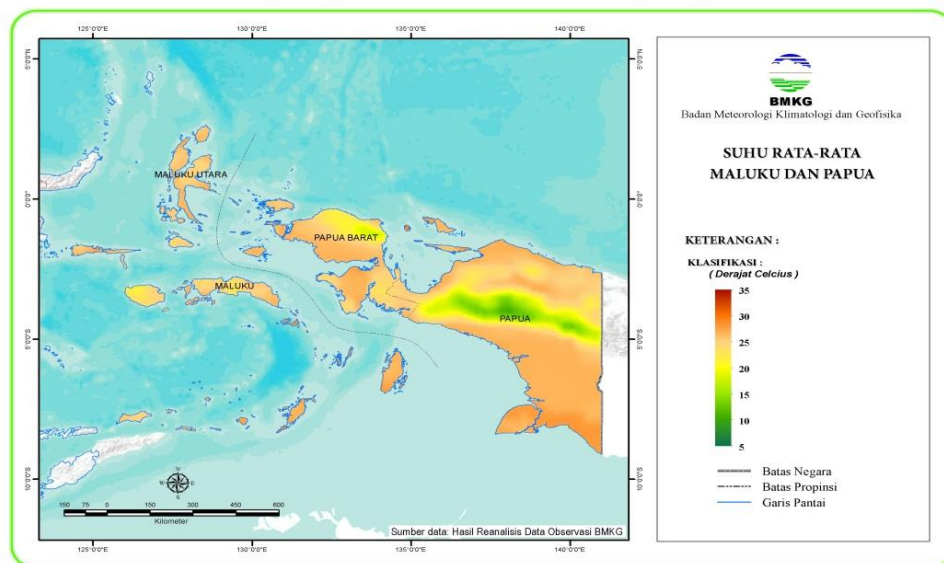 125°0'0"E
130°0'0"E
135°0'0"E
140°0'0"E
5°0'0"N
0°0'0"
5°0'0"S
10°0'0"S
MALUKU UTARA
PAPUA BARAT
MALUKU
PAPUA
N
W E
S
150 75 0 150 300 450 600
Kilometer
Sumber data: Hasil Reanalisis Data Observasi BMKG
5°0'0"N
0°0'0"
5°0'0"S
10°0'0"S
125°0'0"E
130°0'0"E
135°0'0"E
140°0'0"E
BMKG
Badan Meteorologi Klimatologi dan Geofisika
SUHU RATA-RATA
MALUKU DAN PAPUA
KETERANGAN :
KLASIFIKASI :
( Derajat Celcius )
35
30
25
20
15
10
5
Batas Negara
Batas Propinsi
Garis Pantai